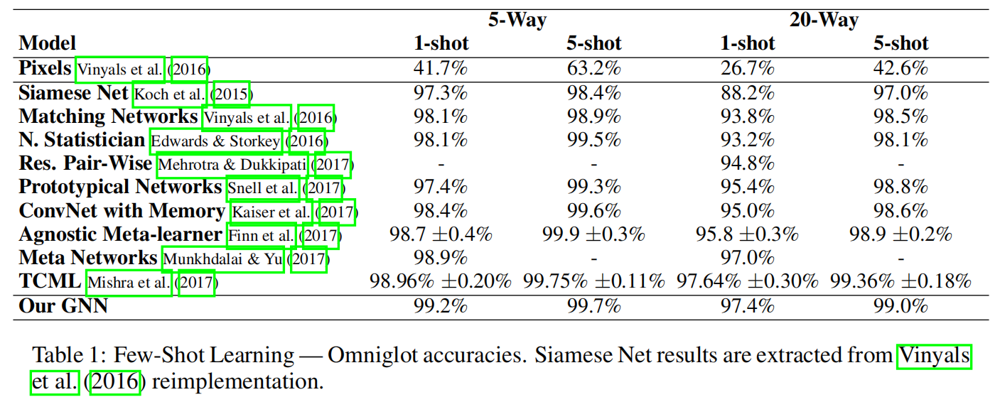 5-Way 20-Way
Model 1-shot 5-shot 1-shot 5-shot
Pixels Vinyals et al. (2016) 41.7% 63.2% 26.7% 42.6%
Siamese Net Koch et al. (2015) 97.3% 98.4% 88.2% 97.0%
Matching Networks Vinyals et al. (2016) 98.1% 98.9% 93.8% 98.5%
N. Statistician Edwards & Storkey (2016) 98.1% 99.5% 93.2% 98.1%
Res. Pair-Wise Mehrotra & Dukkipati (2017) - - 94.8% -
Prototypical Networks Snell et al. (2017) 97.4% 99.3% 95.4% 98.8%
ConvNet with Memory Kaiser et al. (2017) 98.4% 99.6% 95.0% 98.6%
Agnostic Meta-learner Finn et al. (2017) 98.7 ±0.4% 99.9 ±0.3% 95.8 ±0.3% 98.9 ±0.2%
Meta Networks Munkhdalai & Yu (2017) 98.9% - 97.0% -
TCML Mishra et al. (2017) 98.96% ±0.20% 99.75% ±0.11% 97.64% ±0.30% 99.36% ±0.18%
Our GNN 99.2% 99.7% 97.4% 99.0%
Table 1: Few-Shot Learning — Omniglot accuracies. Siamese Net results are extracted from Vinyals
et al. (2016) reimplementation.